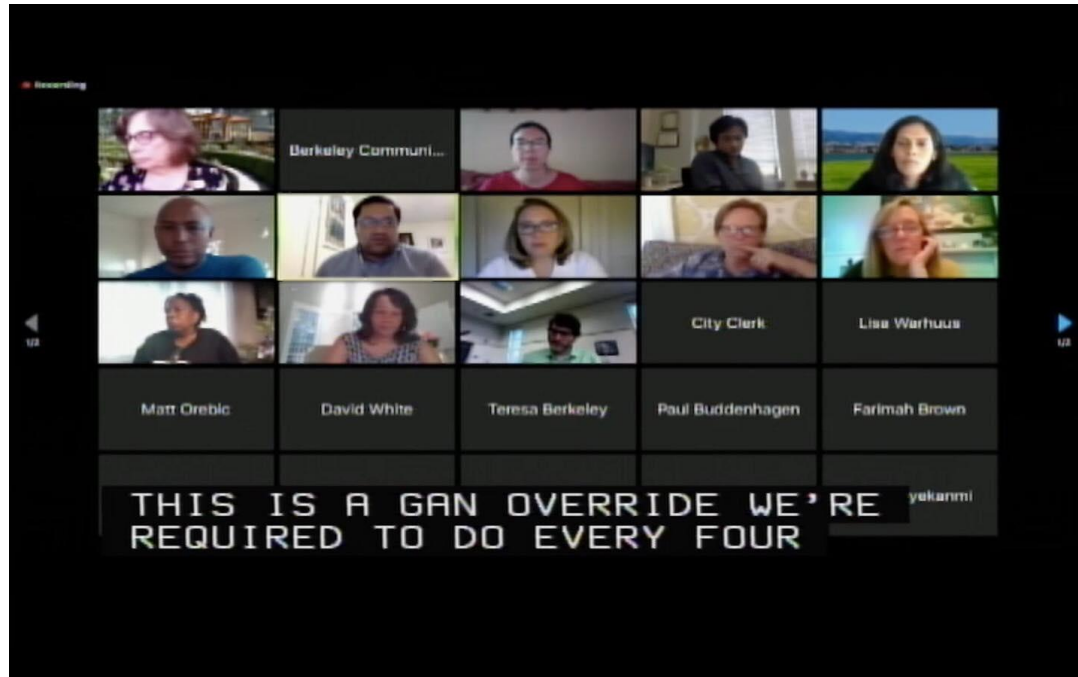 Recording
Berkeley Communi...
City Clerk
Lisa Warhuus
Matt Orebic
David White
Teresa Berkeley
Paul Buddenhagen
Farimah Brown
yekanmi
THIS IS A GAN OVERRIDE WE'RE
REQUIRED TO DO EVERY FOUR